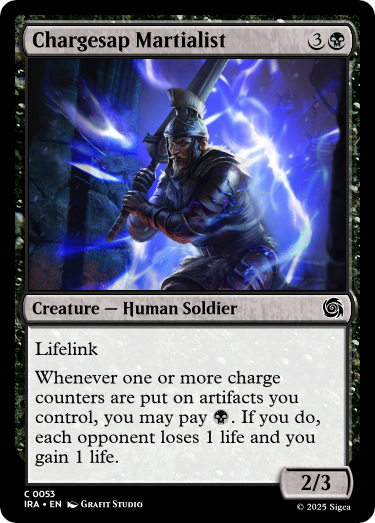 Chargesap Martialist 3
Creature — Human Soldier
Lifelink
Whenever one or more charge
counters are put on artifacts you
control, you may pay . If you do,
each opponent loses 1 life and you
gain 1 life.
2/3
C 0053
IRA • EN Grafit Studio
© 2025 Sigea